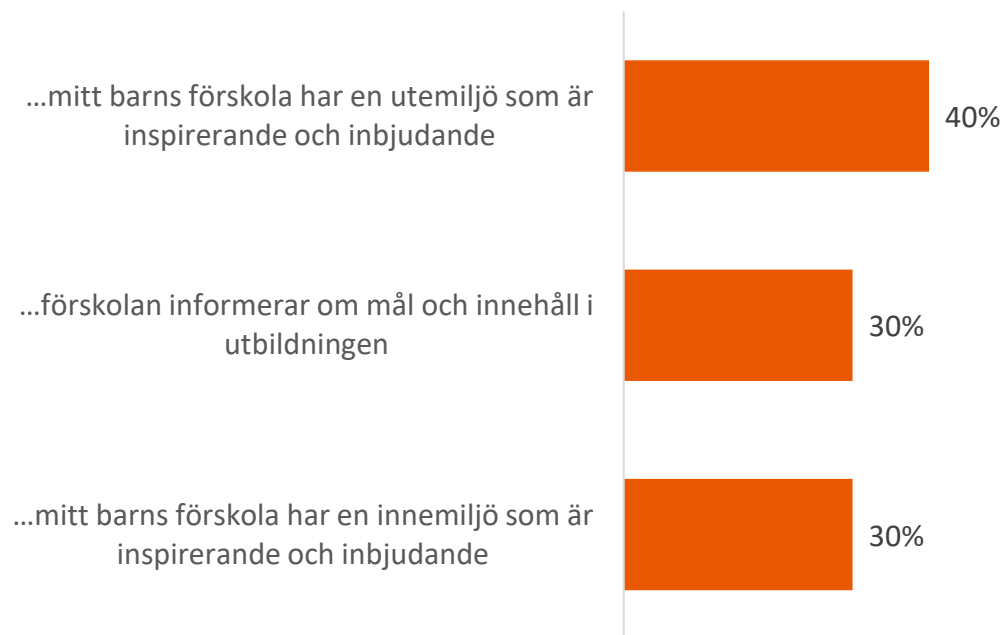 …mitt barns förskola har en utemiljö som är
inspirerande och inbjudande
40%
…förskolan informerar om mål och innehåll i
utbildningen
30%
…mitt barns förskola har en innemiljö som är
inspirerande och inbjudande
30%